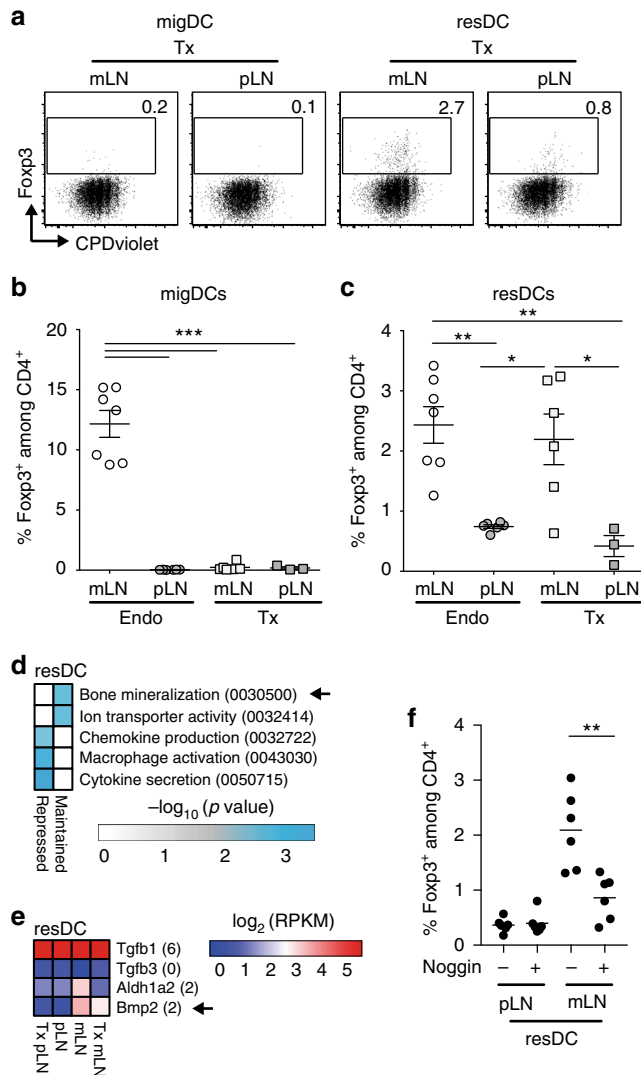 a
migDC
resDC
Tx
Tx
mLN
pLN
mLN
pLN
0.2
0.1
2.7
0.8
Foxp3
CPDviolet
b
migDCs
***
% Foxp3⁺ among CD4⁺
20
15
10
5
0
mLN
pLN
mLN
pLN
Endo
Tx
c
resDCs
**
**
*
*
% Foxp3⁺ among CD4⁺
4
3
2
1
0
mLN
pLN
mLN
pLN
Endo
Tx
d
resDC
Bone mineralization (0030500)
Ion transporter activity (0032414)
Chemokine production (0032722)
Macrophage activation (0043030)
Cytokine secretion (0050715)
Repressed
Maintained
−log₁₀ (p value)
0 1 2 3
e
resDC
Tgfb1 (6)
Tgfb3 (0)
Aldh1a2 (2)
Bmp2 (2)
Tx pLN
pLN
mLN
Tx mLN
log₂ (RPKM)
0 1 2 3 4 5
f
% Foxp3⁺ among CD4⁺
4
3
2
1
0
**
Noggin − + − +
pLN
mLN
resDC